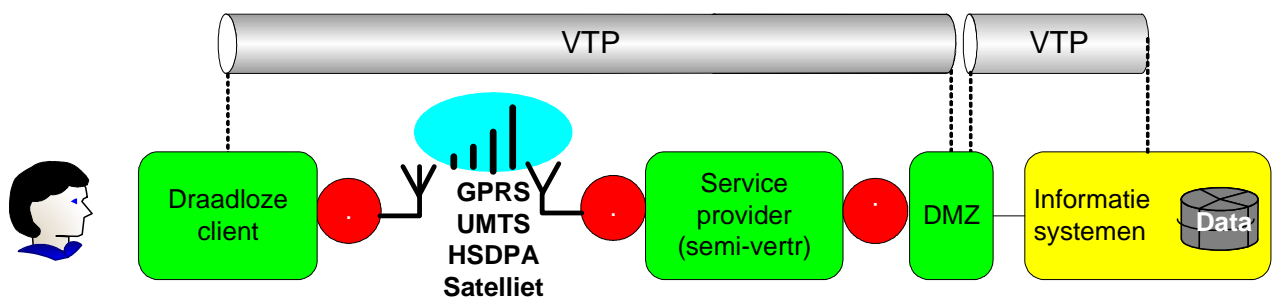 VTP
VTP
Draadloze
client
GPRS
UMTS
HSDPA
Satelliet
Service
provider
(semi-vertr)
DMZ
Informatie
systemen
Data